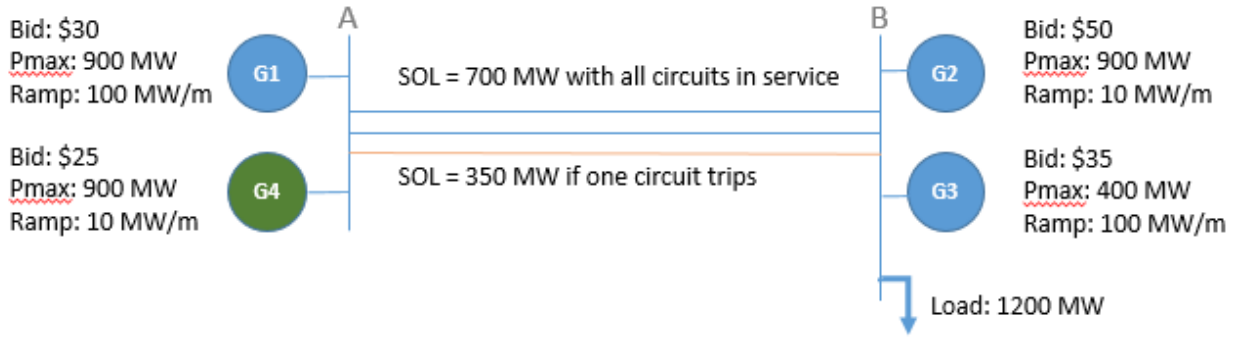 A
B
Bid: $30
Pmax: 900 MW
Ramp: 100 MW/m
G1
SOL = 700 MW with all circuits in service
G2
Bid: $50
Pmax: 900 MW
Ramp: 10 MW/m
Bid: $25
Pmax: 900 MW
Ramp: 10 MW/m
G4
SOL = 350 MW if one circuit trips
G3
Bid: $35
Pmax: 400 MW
Ramp: 100 MW/m
Load: 1200 MW